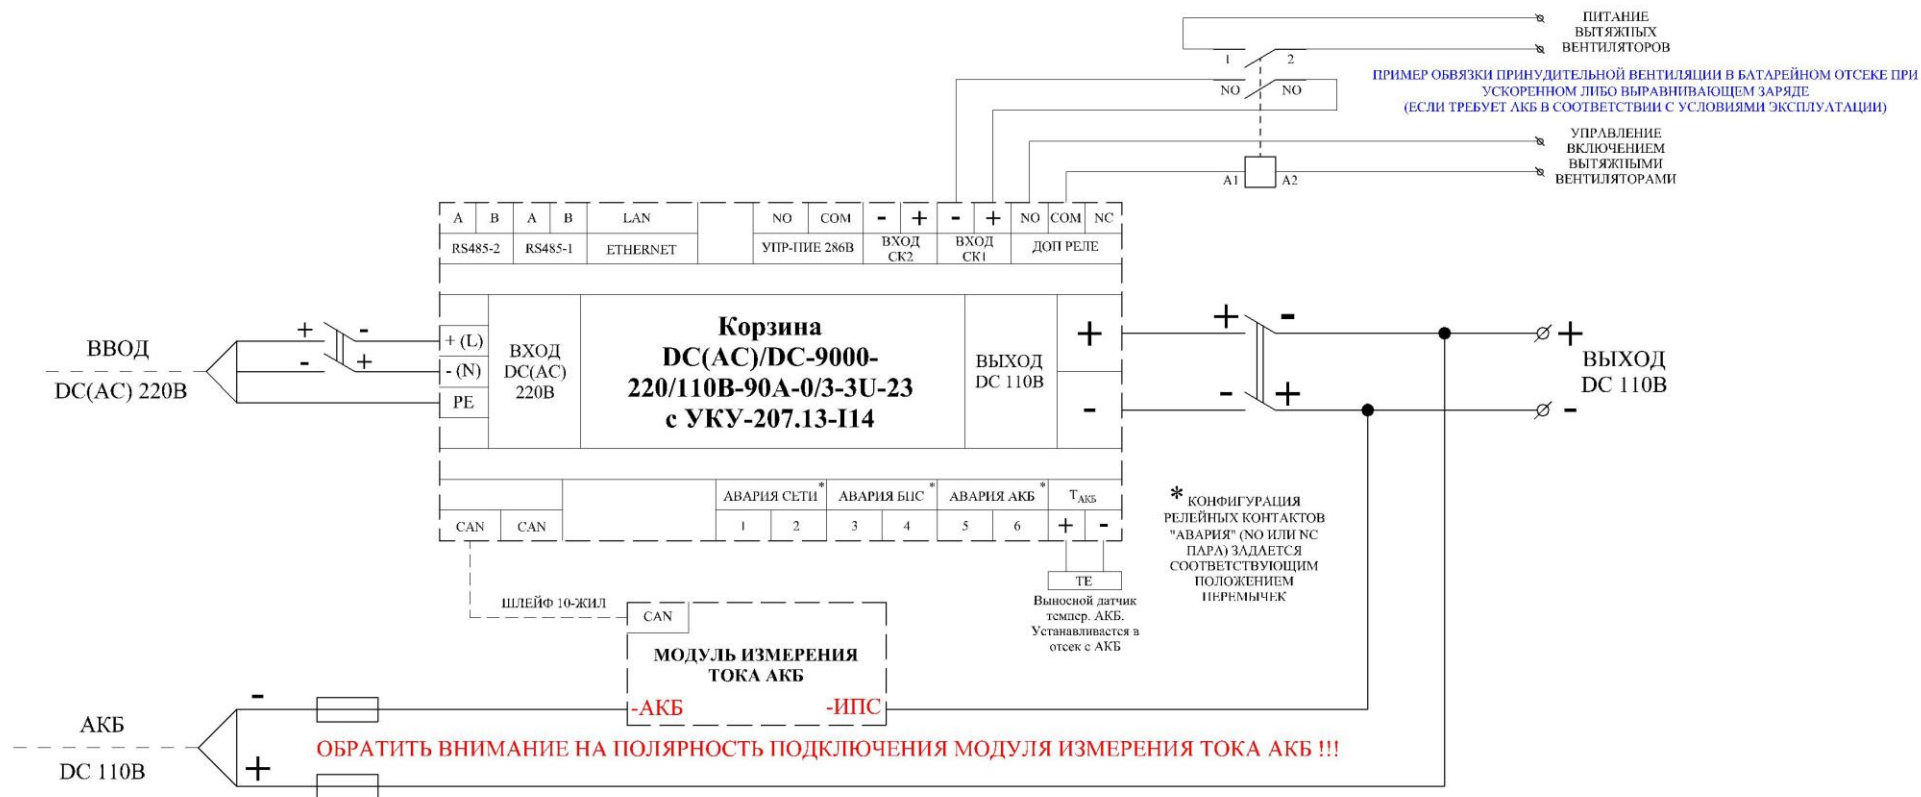 ПИТАНИЕ
ВЫТЯЖНЫХ
ВЕНТИЛЯТОРОВ
1 2
NO NO
ПРИМЕР ОБВЯЗКИ ПРИНУДИТЕЛЬНОЙ ВЕНТИЛЯЦИИ В БАТАРЕЙНОМ ОТСЕКЕ ПРИ
УСКОРЕННОМ ЛИБО ВЫРАВНИВАЮЩЕМ ЗАРЯДЕ
(ЕСЛИ ТРЕБУЕТ АКБ В СООТВЕТСТВИИ С УСЛОВИЯМИ ЭКСПЛУАТАЦИИ)
УПРАВЛЕНИЕ
ВКЛЮЧЕНИЕМ
ВЫТЯЖНЫМИ
ВЕНТИЛЯТОРАМИ
A1 A2
A B A B LAN NO COM - + - + NO COM NC
RS485-2 RS485-1 ETHERNET УПР-ПИЕ 286В ВХОД СК2 ВХОД СК1 ДОП РЕЛЕ
ВВОД
DC(AC) 220В
+ -
- +
+ (L)
- (N)
PE
ВХОД
DC(AC)
220В
Корзина
DC(AC)/DC-9000-
220/110В-90А-0/3-3U-23
с УКУ-207.13-I14
ВЫХОД
DC 110В
+
-
+ -
- +
+
ВЫХОД
DC 110В
-
АВАРИЯ СЕТИ* АВАРИЯ БПС* АВАРИЯ АКБ* TАКБ
CAN CAN 1 2 3 4 5 6 + -
TE
Выносной датчик
темпер. АКБ.
Устанавливается в
отсек с АКБ
* КОНФИГУРАЦИЯ
РЕЛЕЙНЫХ КОНТАКТОВ
"АВАРИЯ" (NO ИЛИ NC
ПАРА) ЗАДАЕТСЯ
СООТВЕТСТВУЮЩИМ
ПОЛОЖЕНИЕМ
ПЕРЕМЫЧЕК
ШЛЕЙФ 10-ЖИЛ
CAN
МОДУЛЬ ИЗМЕРЕНИЯ
ТОКА АКБ
-АКБ -ИПС
АКБ
DC 110В
-
+
ОБРАТИТЬ ВНИМАНИЕ НА ПОЛЯРНОСТЬ ПОДКЛЮЧЕНИЯ МОДУЛЯ ИЗМЕРЕНИЯ ТОКА АКБ !!!